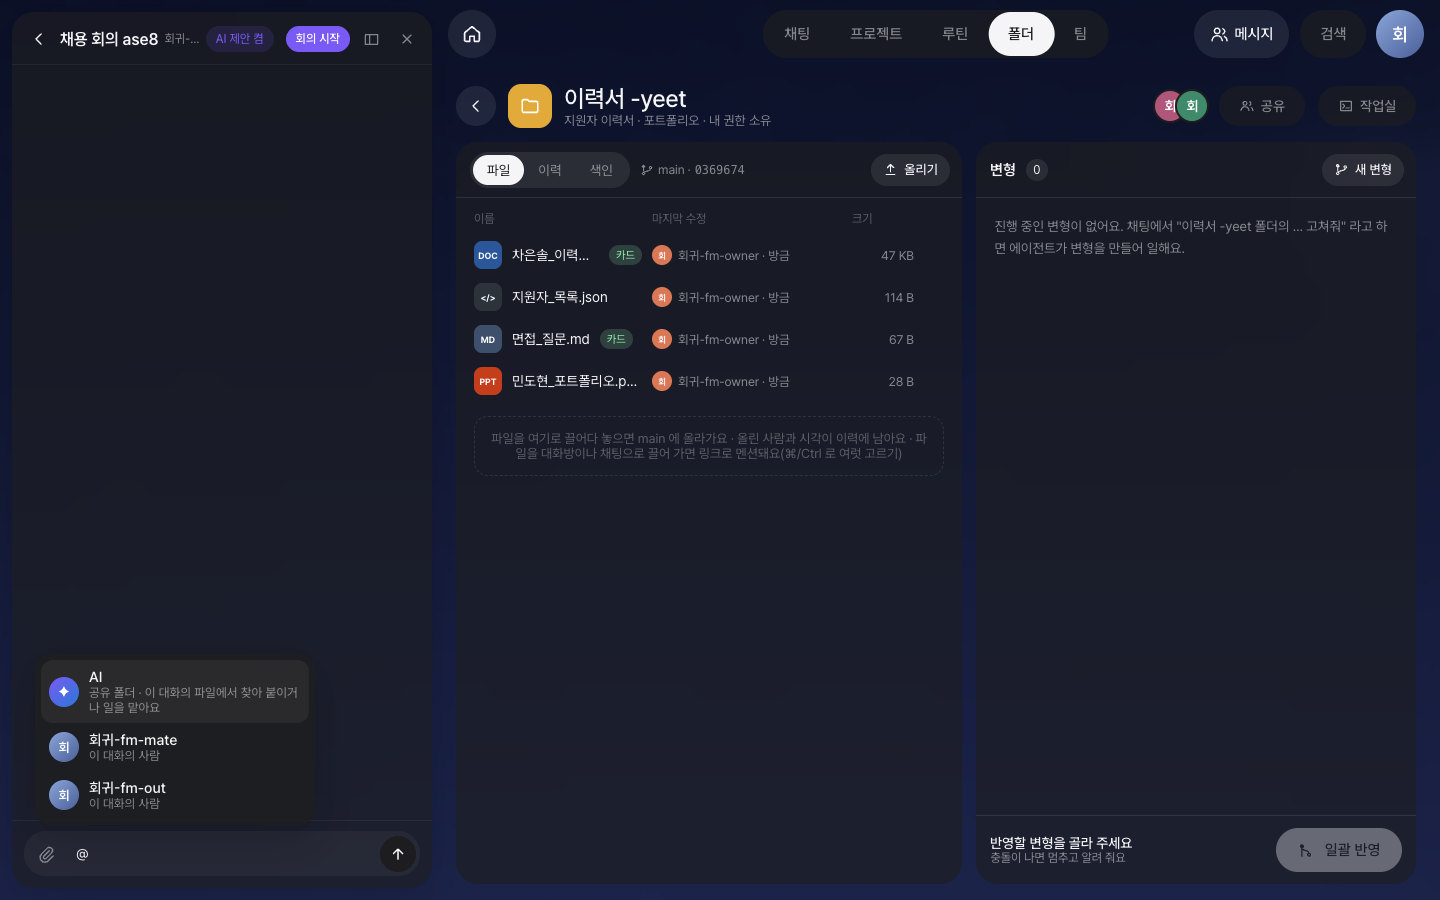 채용 회의 ase8 회귀-... AI 제안 켬 회의 시작
채팅 프로젝트 루틴 폴더 팀 메시지 검색 회
이력서 -yeet
지원자 이력서 · 포트폴리오 · 내 권한 소유
회 회 공유 작업실
파일 이력 색인 main · 0369674 올리기
이름 마지막 수정 크기
DOC 차은솔_이력... 카드 회 회귀-fm-owner · 방금 47 KB
</> 지원자_목록.json 회 회귀-fm-owner · 방금 114 B
MD 면접_질문.md 카드 회 회귀-fm-owner · 방금 67 B
PPT 민도현_포트폴리오.p... 회 회귀-fm-owner · 방금 28 B
파일을 여기로 끌어다 놓으면 main 에 올라가요 · 올린 사람과 시각이 이력에 남아요 · 파
일을 대화방이나 채팅으로 끌어 가면 링크로 멘션돼요(⌘/Ctrl 로 여럿 고르기)
변형 0 새 변형
진행 중인 변형이 없어요. 채팅에서 "이력서 -yeet 폴더의 ... 고쳐줘" 라고 하
면 에이전트가 변형을 만들어 일해요.
반영할 변형을 골라 주세요
충돌이 나면 멈추고 알려 줘요
일괄 반영
AI
공유 폴더 · 이 대화의 파일에서 찾아 붙이거
나 일을 맡아요
회 회귀-fm-mate
이 대화의 사람
회 회귀-fm-out
이 대화의 사람
@